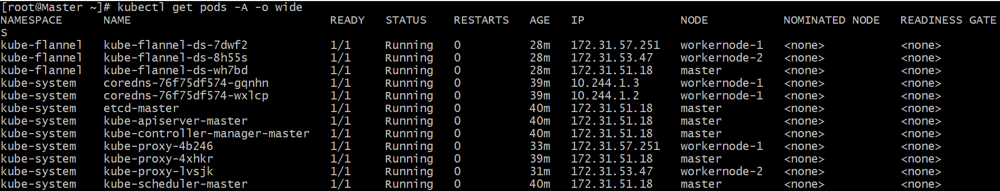 [root@Master ~]# kubectl get pods -A -o wide
NAMESPACE      NAME                             READY   STATUS    RESTARTS   AGE   IP              NODE           NOMINATED NODE   READINESS GATE
S
kube-flannel   kube-flannel-ds-7dwf2            1/1     Running   0          28m   172.31.57.251   workernode-1   <none>           <none>
kube-flannel   kube-flannel-ds-8h55s            1/1     Running   0          28m   172.31.53.47    workernode-2   <none>           <none>
kube-flannel   kube-flannel-ds-wh7bd            1/1     Running   0          28m   172.31.51.18    master         <none>           <none>
kube-system    coredns-76f75df574-gqnhn         1/1     Running   0          39m   10.244.1.3      workernode-1   <none>           <none>
kube-system    coredns-76f75df574-wxlcp         1/1     Running   0          39m   10.244.1.2      workernode-1   <none>           <none>
kube-system    etcd-master                      1/1     Running   0          40m   172.31.51.18    master         <none>           <none>
kube-system    kube-apiserver-master            1/1     Running   0          40m   172.31.51.18    master         <none>           <none>
kube-system    kube-controller-manager-master   1/1     Running   0          40m   172.31.51.18    master         <none>           <none>
kube-system    kube-proxy-4b246                 1/1     Running   0          33m   172.31.57.251   workernode-1   <none>           <none>
kube-system    kube-proxy-4xhkr                 1/1     Running   0          39m   172.31.51.18    master         <none>           <none>
kube-system    kube-proxy-lvsjk                 1/1     Running   0          31m   172.31.53.47    workernode-2   <none>           <none>
kube-system    kube-scheduler-master            1/1     Running   0          40m   172.31.51.18    master         <none>           <none>